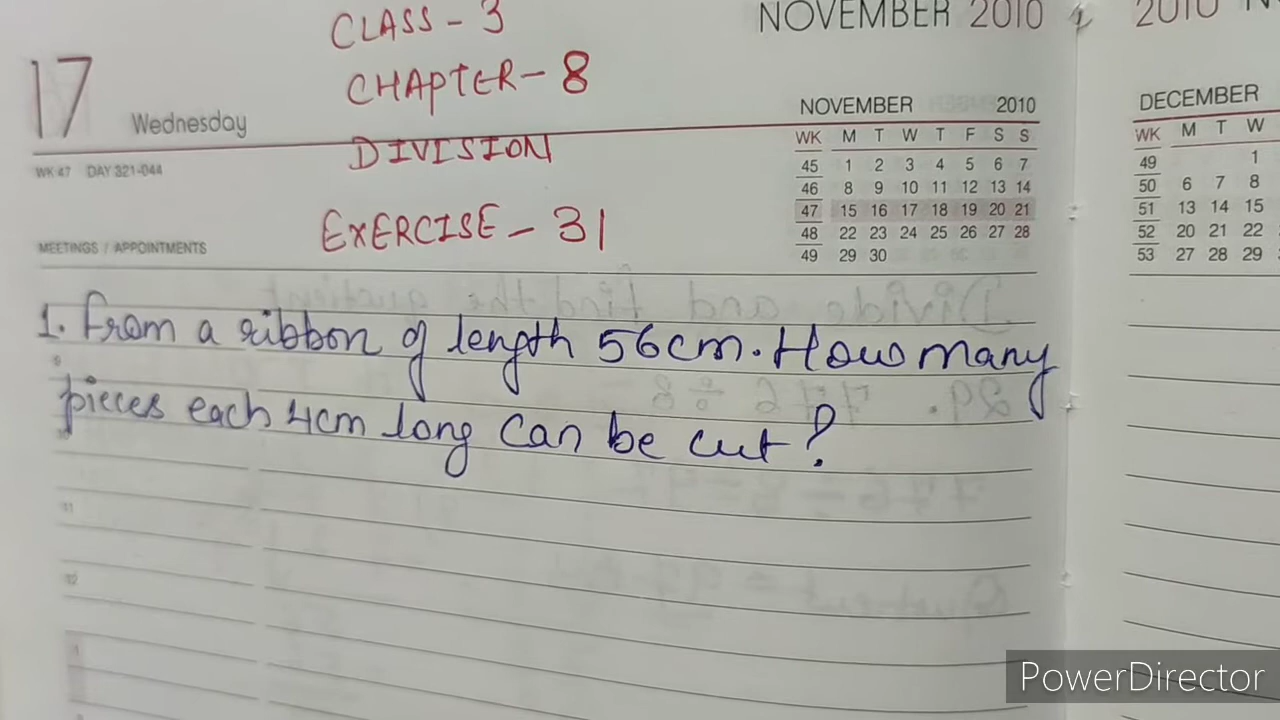 CLASS - 3
NOVEMBER 2010
2010
17
Wednesday
CHAPTER - 8
WK 47 DAY 321-044
DIVISION
MEETINGS / APPOINTMENTS
EXERCISE - 31
NOVEMBER 2010
WK M T W T F S S
45 1 2 3 4 5 6 7
46 8 9 10 11 12 13 14
47 15 16 17 18 19 20 21
48 22 23 24 25 26 27 28
49 29 30
DECEMBER
WK M T W
49 1
50 6 7 8
51 13 14 15
52 20 21 22
53 27 28 29
1. From a ribbon of length 56cm. How many
pieces each 4cm long can be cut?
11
12
PowerDirector